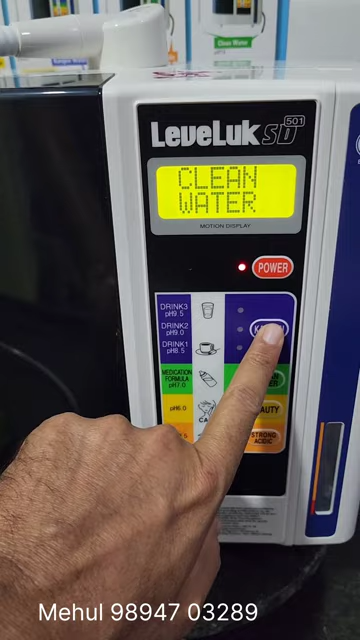 Clean Water
LeveLuk SD 501
CLEAN
WATER
MOTION DISPLAY
POWER
DRINK3
pH9.5
DRINK2
pH9.0
DRINK1
pH8.5
MEDICATION
FORMULA
pH7.0
pH6.0
STRONG
ACIDIC
Mehul 98947 03289